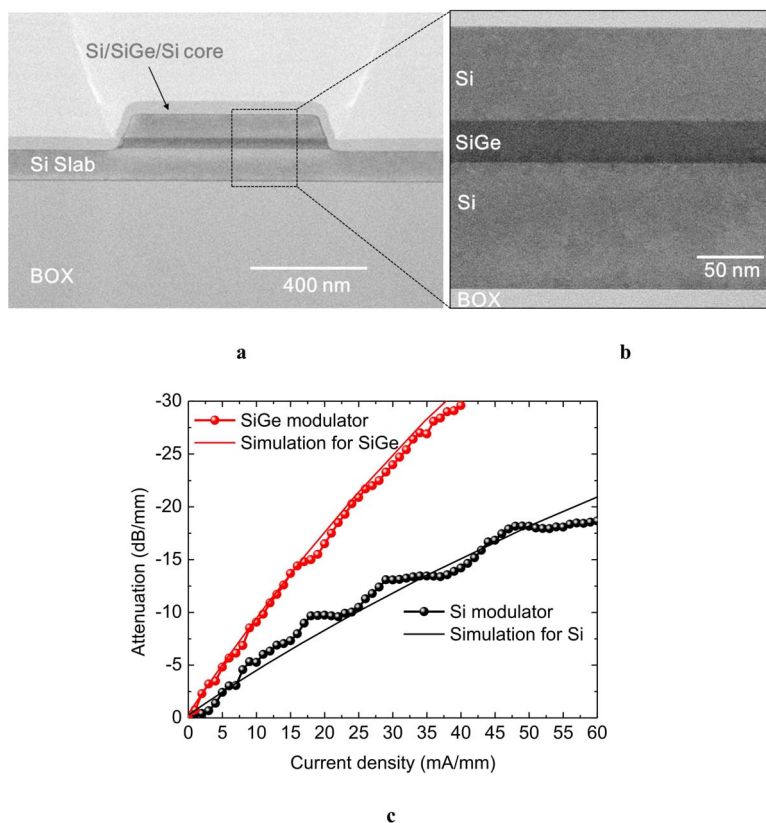 Si/SiGe/Si core
Si Slab
BOX
400 nm
Si
SiGe
Si
50 nm
BOX
a
b
-30
-25
-20
-15
-10
-5
0
Attenuation (dB/mm)
SiGe modulator
Simulation for SiGe
Si modulator
Simulation for Si
0 5 10 15 20 25 30 35 40 45 50 55 60
Current density (mA/mm)
c